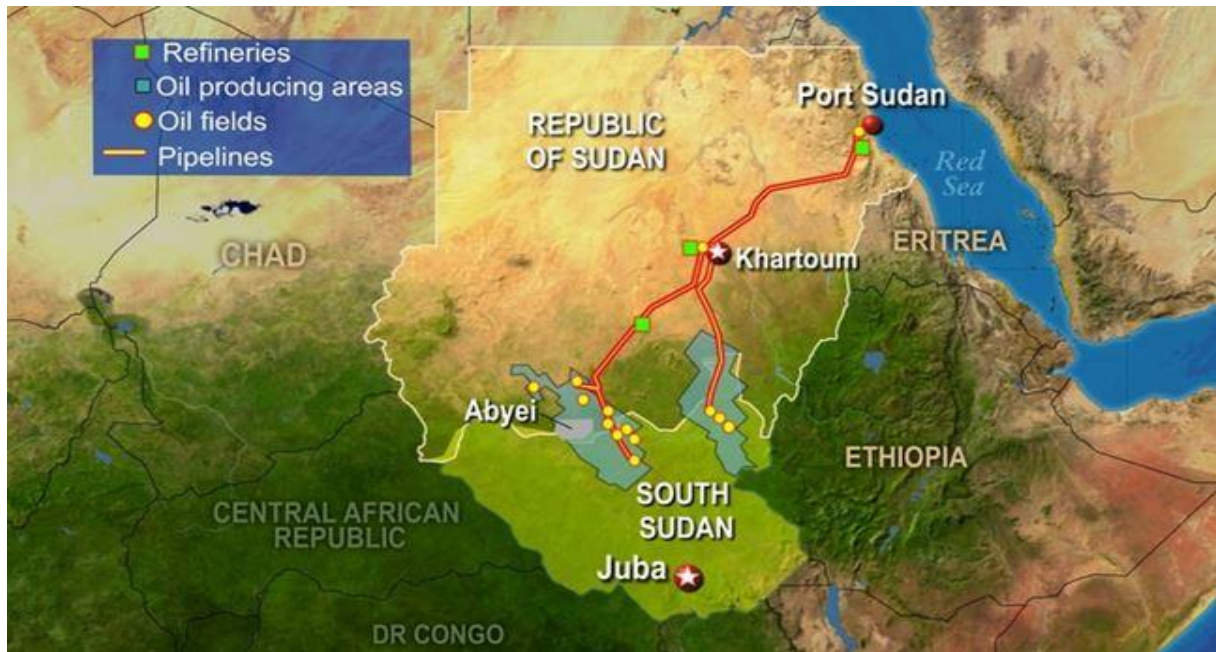 Refineries
Oil producing areas
Oil fields
Pipelines
Port Sudan
REPUBLIC
OF SUDAN
Red
Sea
CHAD
Khartoum
ERITREA
Abyei
ETHIOPIA
SOUTH
SUDAN
CENTRAL AFRICAN
REPUBLIC
Juba
DR CONGO